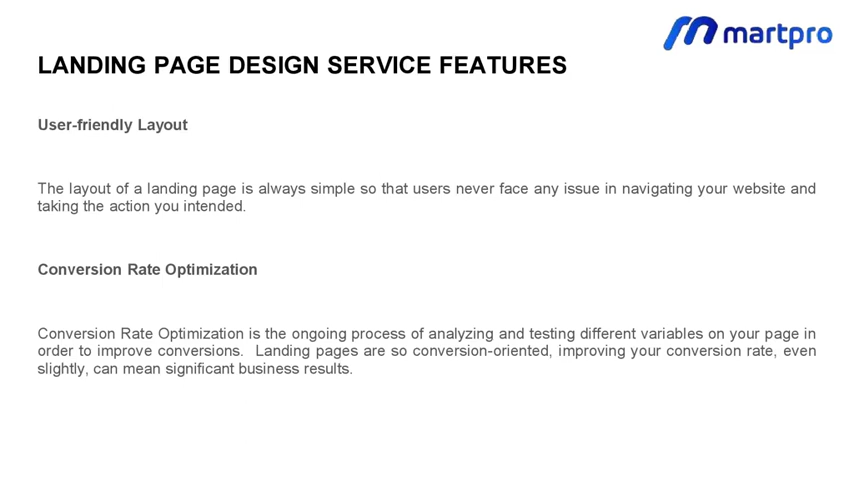 martpro
LANDING PAGE DESIGN SERVICE FEATURES
User-friendly Layout
The layout of a landing page is always simple so that users never face any issue in navigating your website and
taking the action you intended.
Conversion Rate Optimization
Conversion Rate Optimization is the ongoing process of analyzing and testing different variables on your page in
order to improve conversions.  Landing pages are so conversion-oriented, improving your conversion rate, even
slightly, can mean significant business results.